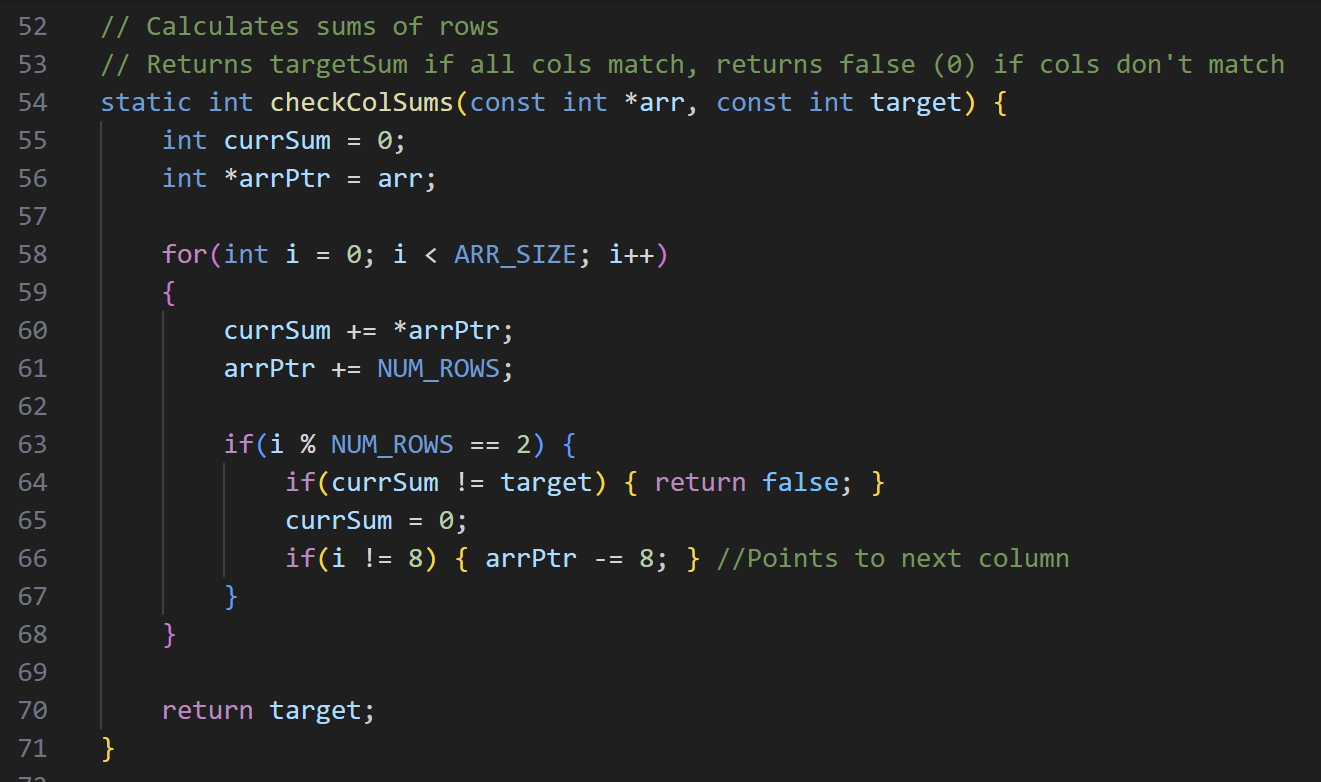 52 // Calculates sums of rows
53 // Returns targetSum if all cols match, returns false (0) if cols don't match
54 static int checkColSums(const int *arr, const int target) {
55     int currSum = 0;
56     int *arrPtr = arr;
57
58     for(int i = 0; i < ARR_SIZE; i++)
59     {
60         currSum += *arrPtr;
61         arrPtr += NUM_ROWS;
62
63         if(i % NUM_ROWS == 2) {
64             if(currSum != target) { return false; }
65             currSum = 0;
66             if(i != 8) { arrPtr -= 8; } //Points to next column
67         }
68     }
69
70     return target;
71 }